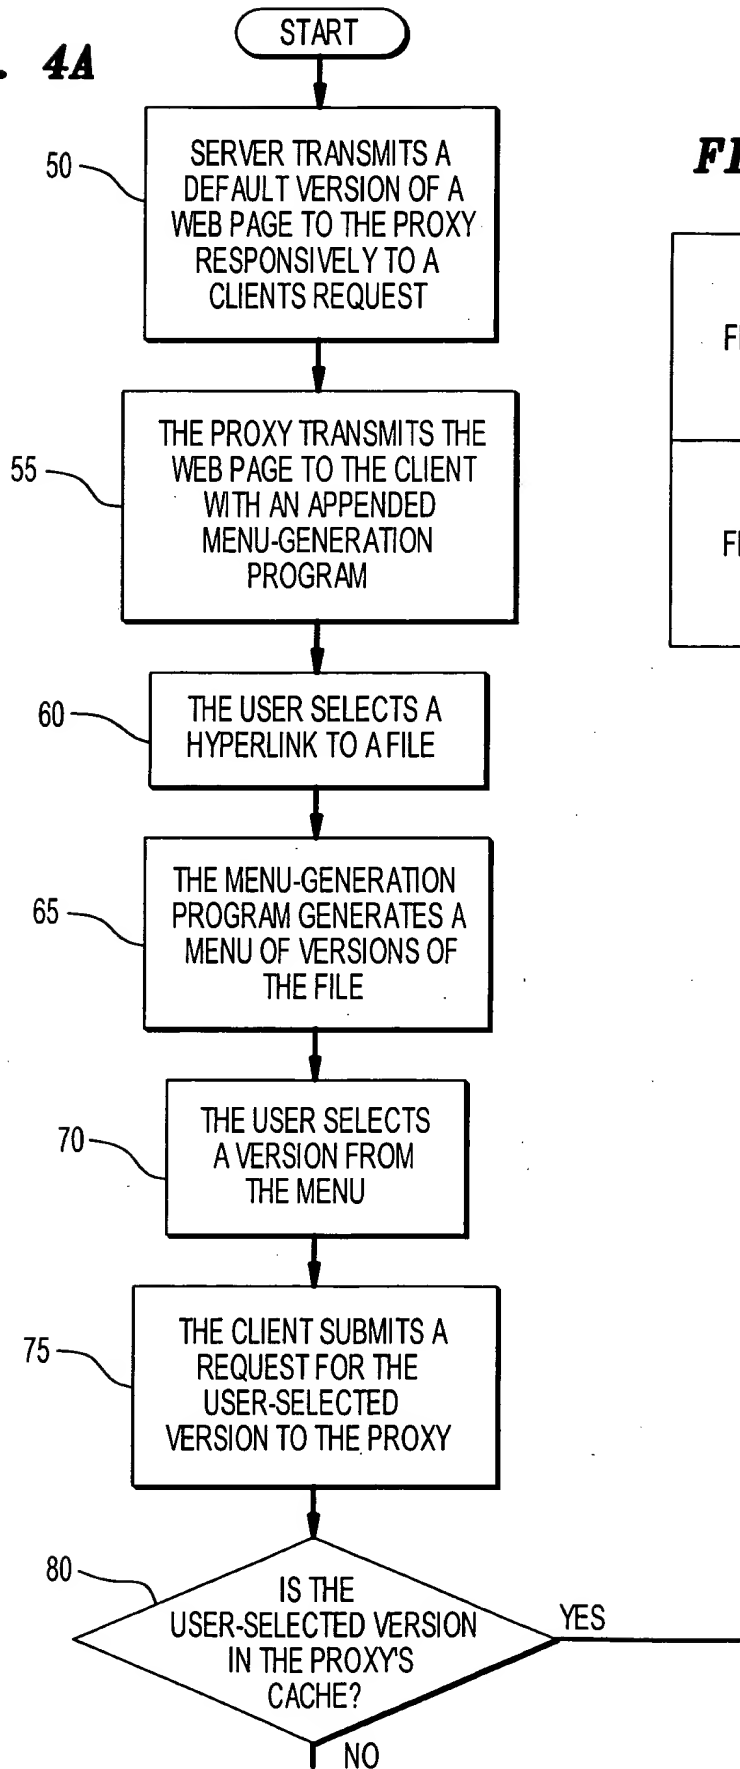 4A
START
50
SERVER TRANSMITS A
DEFAULT VERSION OF A
WEB PAGE TO THE PROXY
RESPONSIVELY TO A
CLIENTS REQUEST
55
THE PROXY TRANSMITS THE
WEB PAGE TO THE CLIENT
WITH AN APPENDED
MENU-GENERATION
PROGRAM
60
THE USER SELECTS A
HYPERLINK TO A FILE
65
THE MENU-GENERATION
PROGRAM GENERATES A
MENU OF VERSIONS OF
THE FILE
70
THE USER SELECTS
A VERSION FROM
THE MENU
75
THE CLIENT SUBMITS A
REQUEST FOR THE
USER-SELECTED
VERSION TO THE PROXY
80
IS THE
USER-SELECTED VERSION
IN THE PROXY'S
CACHE?
YES
NO